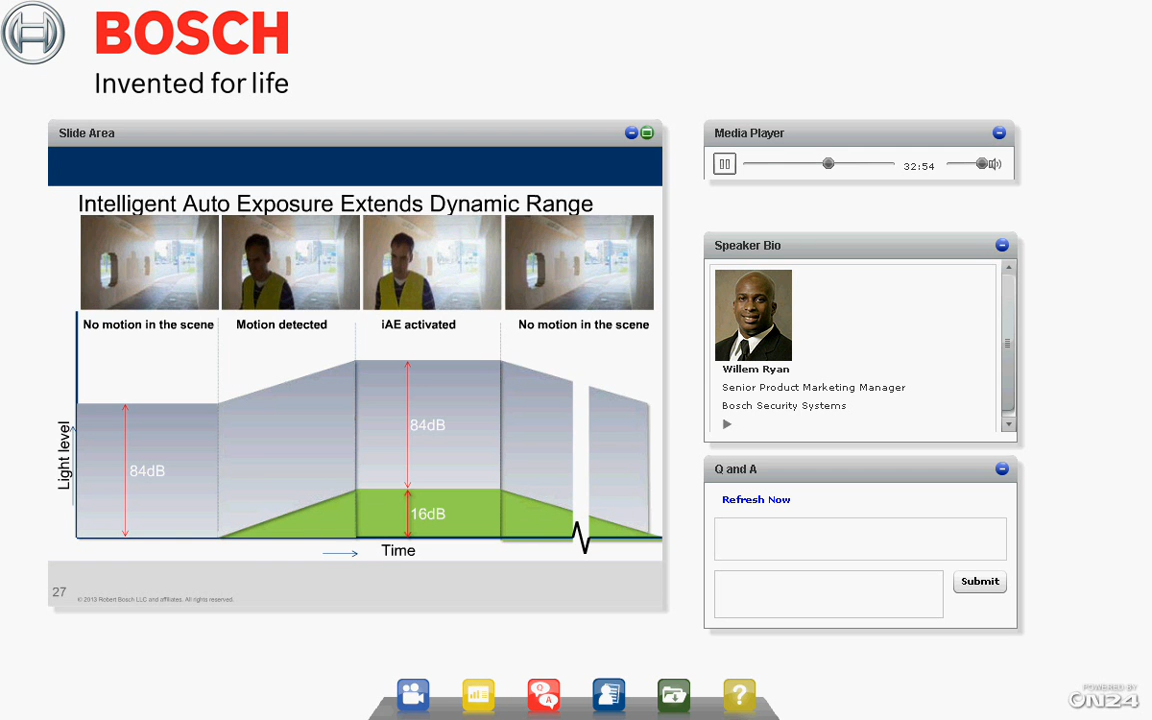 BOSCH
Invented for life
Slide Area
Intelligent Auto Exposure Extends Dynamic Range
No motion in the scene
Motion detected
iAE activated
No motion in the scene
Light level
84dB
84dB
16dB
Time
27
© 2013 Robert Bosch LLC and affiliates. All rights reserved.
Media Player
32:54
Speaker Bio
Willem Ryan
Senior Product Marketing Manager
Bosch Security Systems
Q and A
Refresh Now
Submit
Q
A
?
POWERED BY
ON24